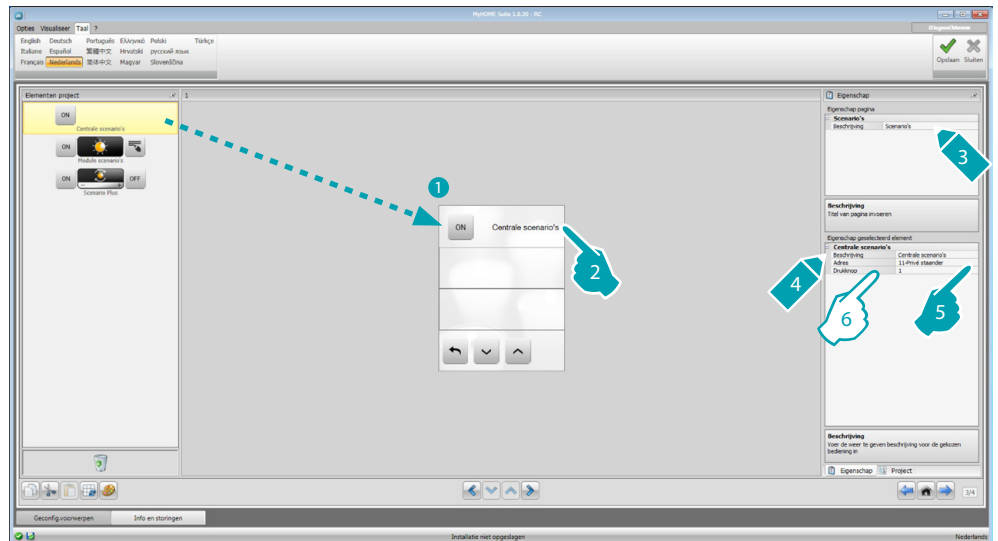 MyHOME Suite 1.0.20 - RC
Opties Visualiseer Taal ?
English Deutsch Português Ελληνικά Polski Türkçe
Italiano Español 繁體中文 Hrvatski русский язык
Français Nederlands 简体中文 Magyar Slovenščina
Opslaan Sluiten
Elementen project
1
ON
Centrale scenario's
ON
Module scenario's
ON OFF
Scenario Plus
1
ON Centrale scenario's
2
Eigenschap
Eigenschap pagina
Scenario's
Beschrijving Scenario's
3
Beschrijving
Titel van pagina invoeren
Eigenschap geselecteerd element
Centrale scenario's
Beschrijving Centrale scenario's
Adres 11-Privé staander
Drukknop 1
4
5
6
Beschrijving
Voer de weer te geven beschrijving voor de gekozen
bediening in
Eigenschap Project
3/4
Geconfig.voorwerpen Info en storingen
Installatie niet opgeslagen
Nederlands